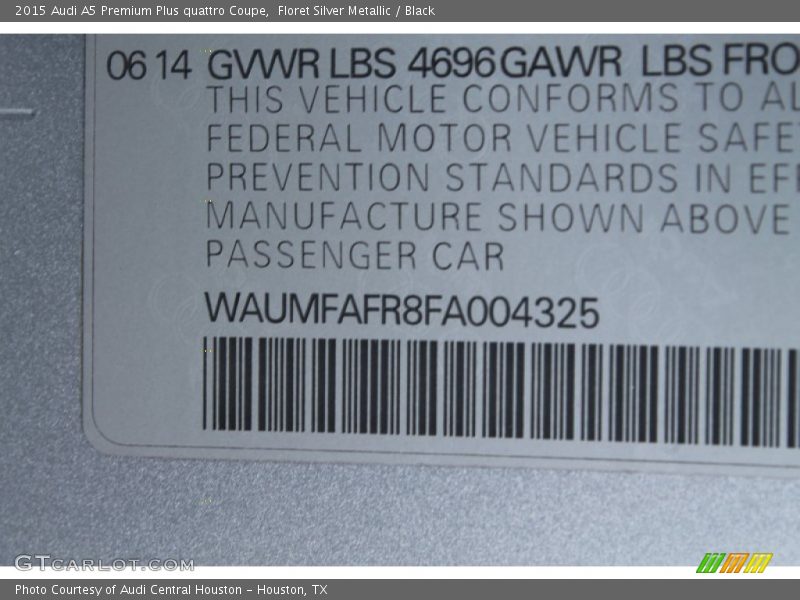 2015 Audi A5 Premium Plus quattro Coupe, Floret Silver Metallic / Black
06 14 GVWR LBS 4696 GAWR LBS FRO
THIS VEHICLE CONFORMS TO AL
FEDERAL MOTOR VEHICLE SAFE
PREVENTION STANDARDS IN EFF
MANUFACTURE SHOWN ABOVE
PASSENGER CAR
WAUMFAFR8FA004325
GTCARLOT.COM
Photo Courtesy of Audi Central Houston - Houston, TX